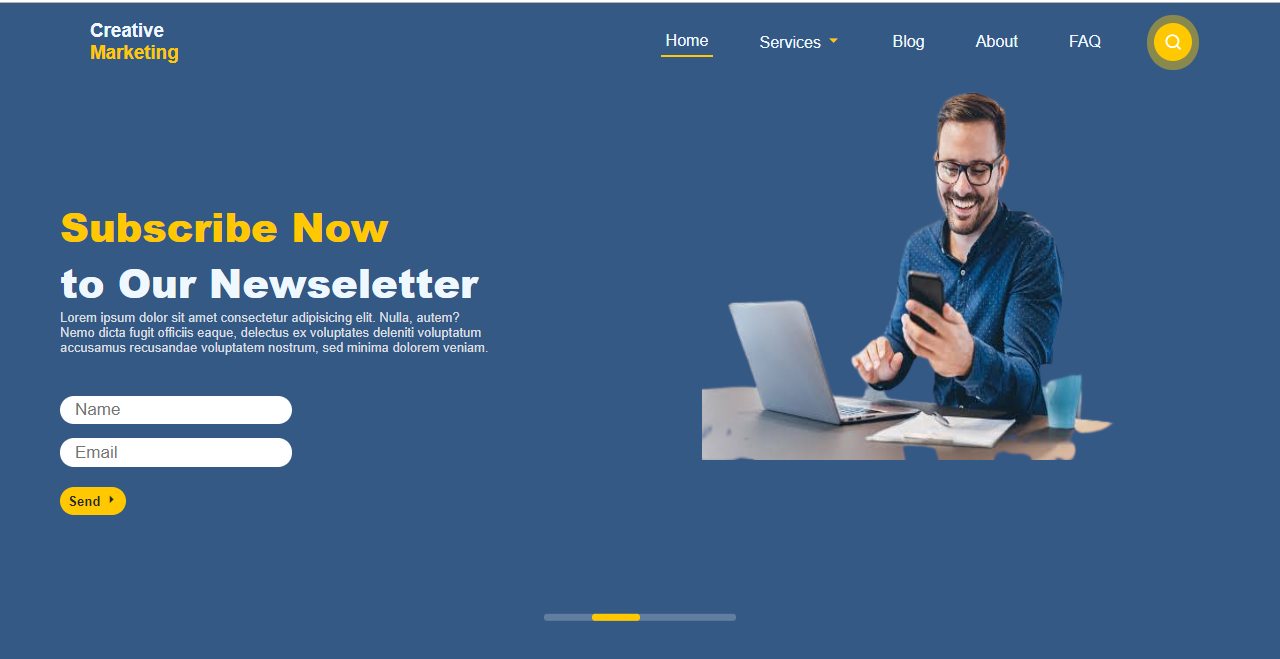 Creative
Marketing
Home
Services
Blog
About
FAQ
Subscribe Now
to Our Newseletter
Lorem ipsum dolor sit amet consectetur adipisicing elit. Nulla, autem?
Nemo dicta fugit officiis eaque, delectus ex voluptates deleniti voluptatum
accusamus recusandae voluptatem nostrum, sed minima dolorem veniam.
Name
Email
Send